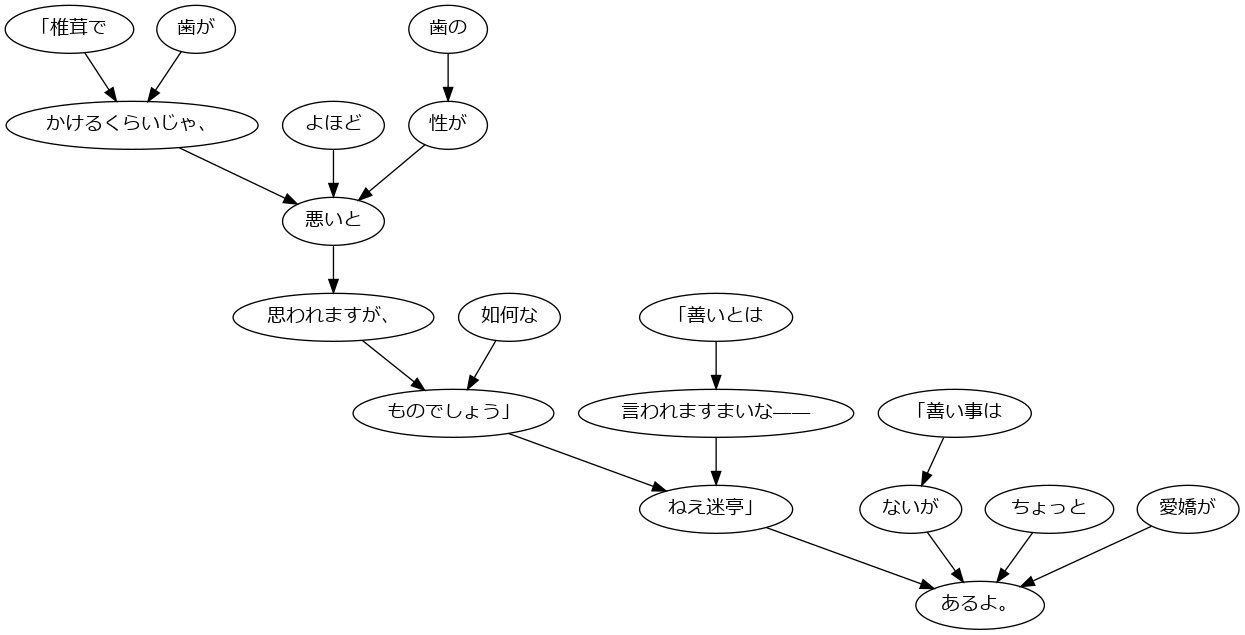 「椎茸で
歯が
歯の
かけるくらいじゃ、
よほど
性が
悪いと
思われますが、
如何な
「善いとは
ものでしょう」
言われますまいな——
「善い事は
ねえ迷亭」
ないが
ちょっと
愛嬌が
あるよ。